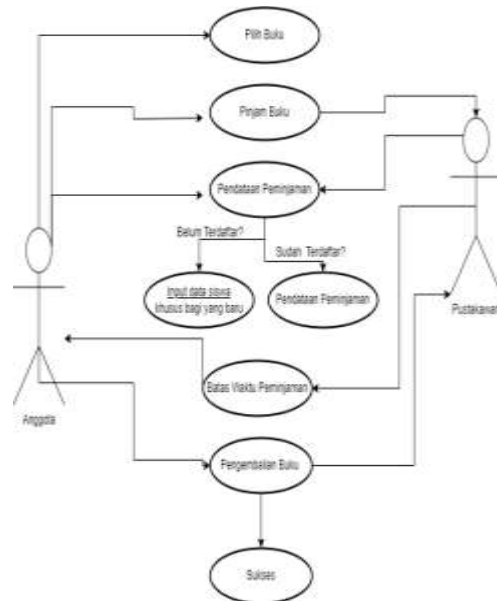 Pilih Buku
Pinjam Buku
Pendataan Peminjaman
Belum Terdaftar?
Sudah Terdaftar?
Input data siswa
khusus bagi yang baru
Pendataan Peminjaman
Pustakawan
Batas Waktu Peminjaman
Anggota
Pengembalian Buku
Sukses